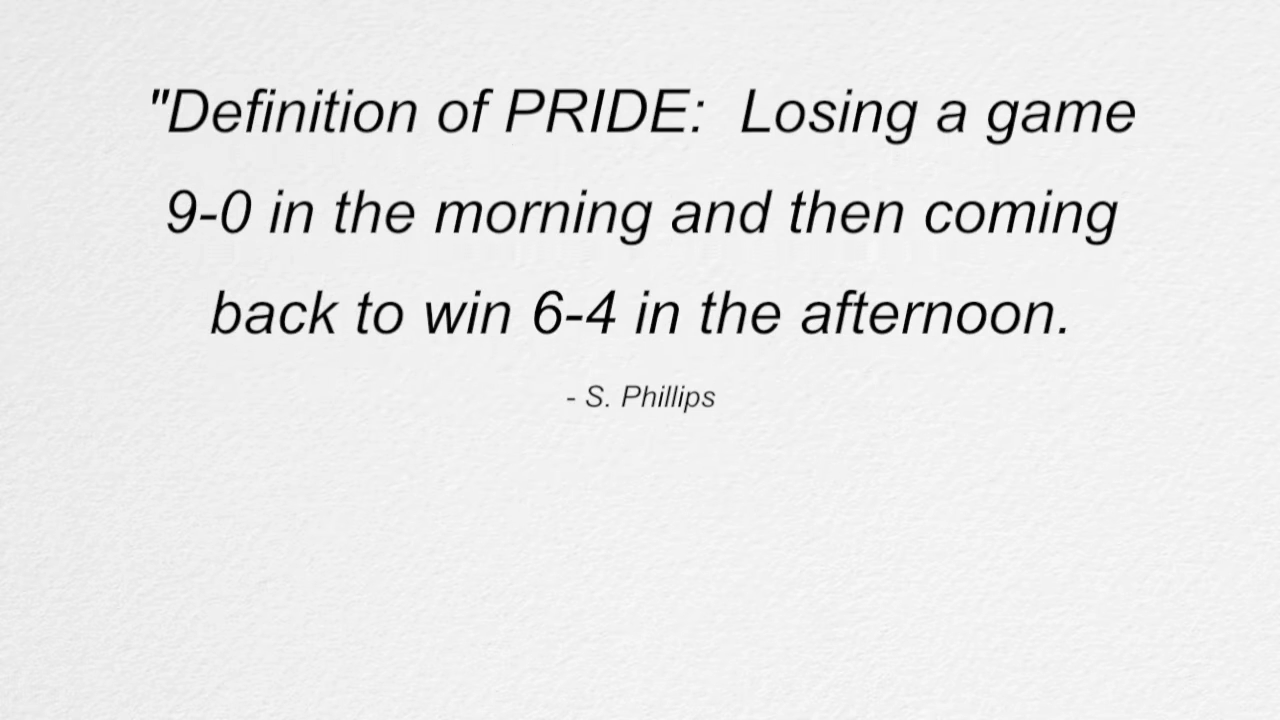 "Definition of PRIDE:  Losing a game
9-0 in the morning and then coming
back to win 6-4 in the afternoon.
- S. Phillips